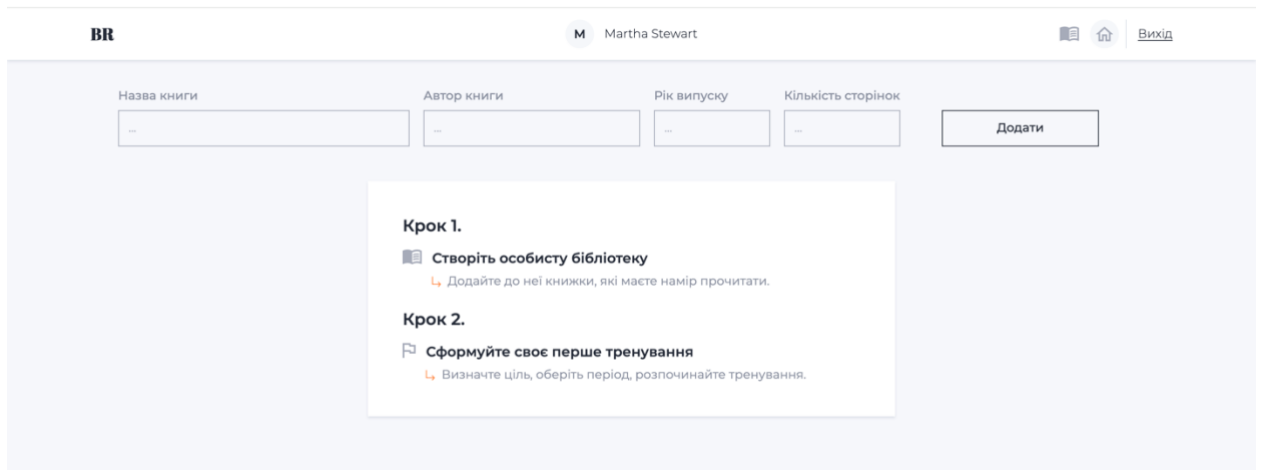 BR
M Martha Stewart
Вихід
Назва книги
Автор книги
Рік випуску
Кількість сторінок
...
...
...
...
Додати
Крок 1.
Створіть особисту бібліотеку
Додайте до неї книжки, які маєте намір прочитати.
Крок 2.
Сформуйте своє перше тренування
Визначте ціль, оберіть період, розпочинайте тренування.